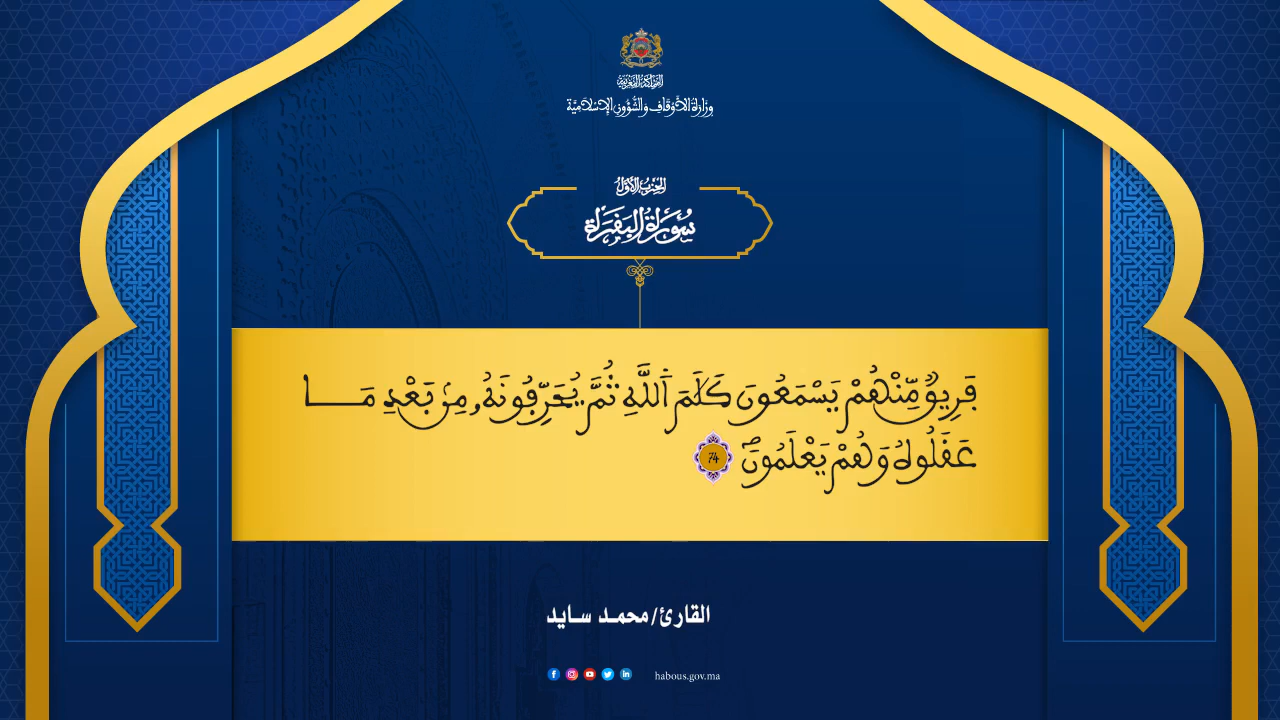 المملكة المغربية
وزارة الأوقاف والشؤون الإسلامية
الحزب الأول
سورة البقرة
فَرِيقٌ مِّنْهُمْ يَسْمَعُونَ كَلَٰمَ اَ۬للَّهِ ثُمَّ يُحَرِّفُونَهُۥ مِنۢ بَعْدِ مَا
عَقَلُوهُ وَهُمْ يَعْلَمُونَۖ 74
القارئ/محمد سايد
habous.gov.ma